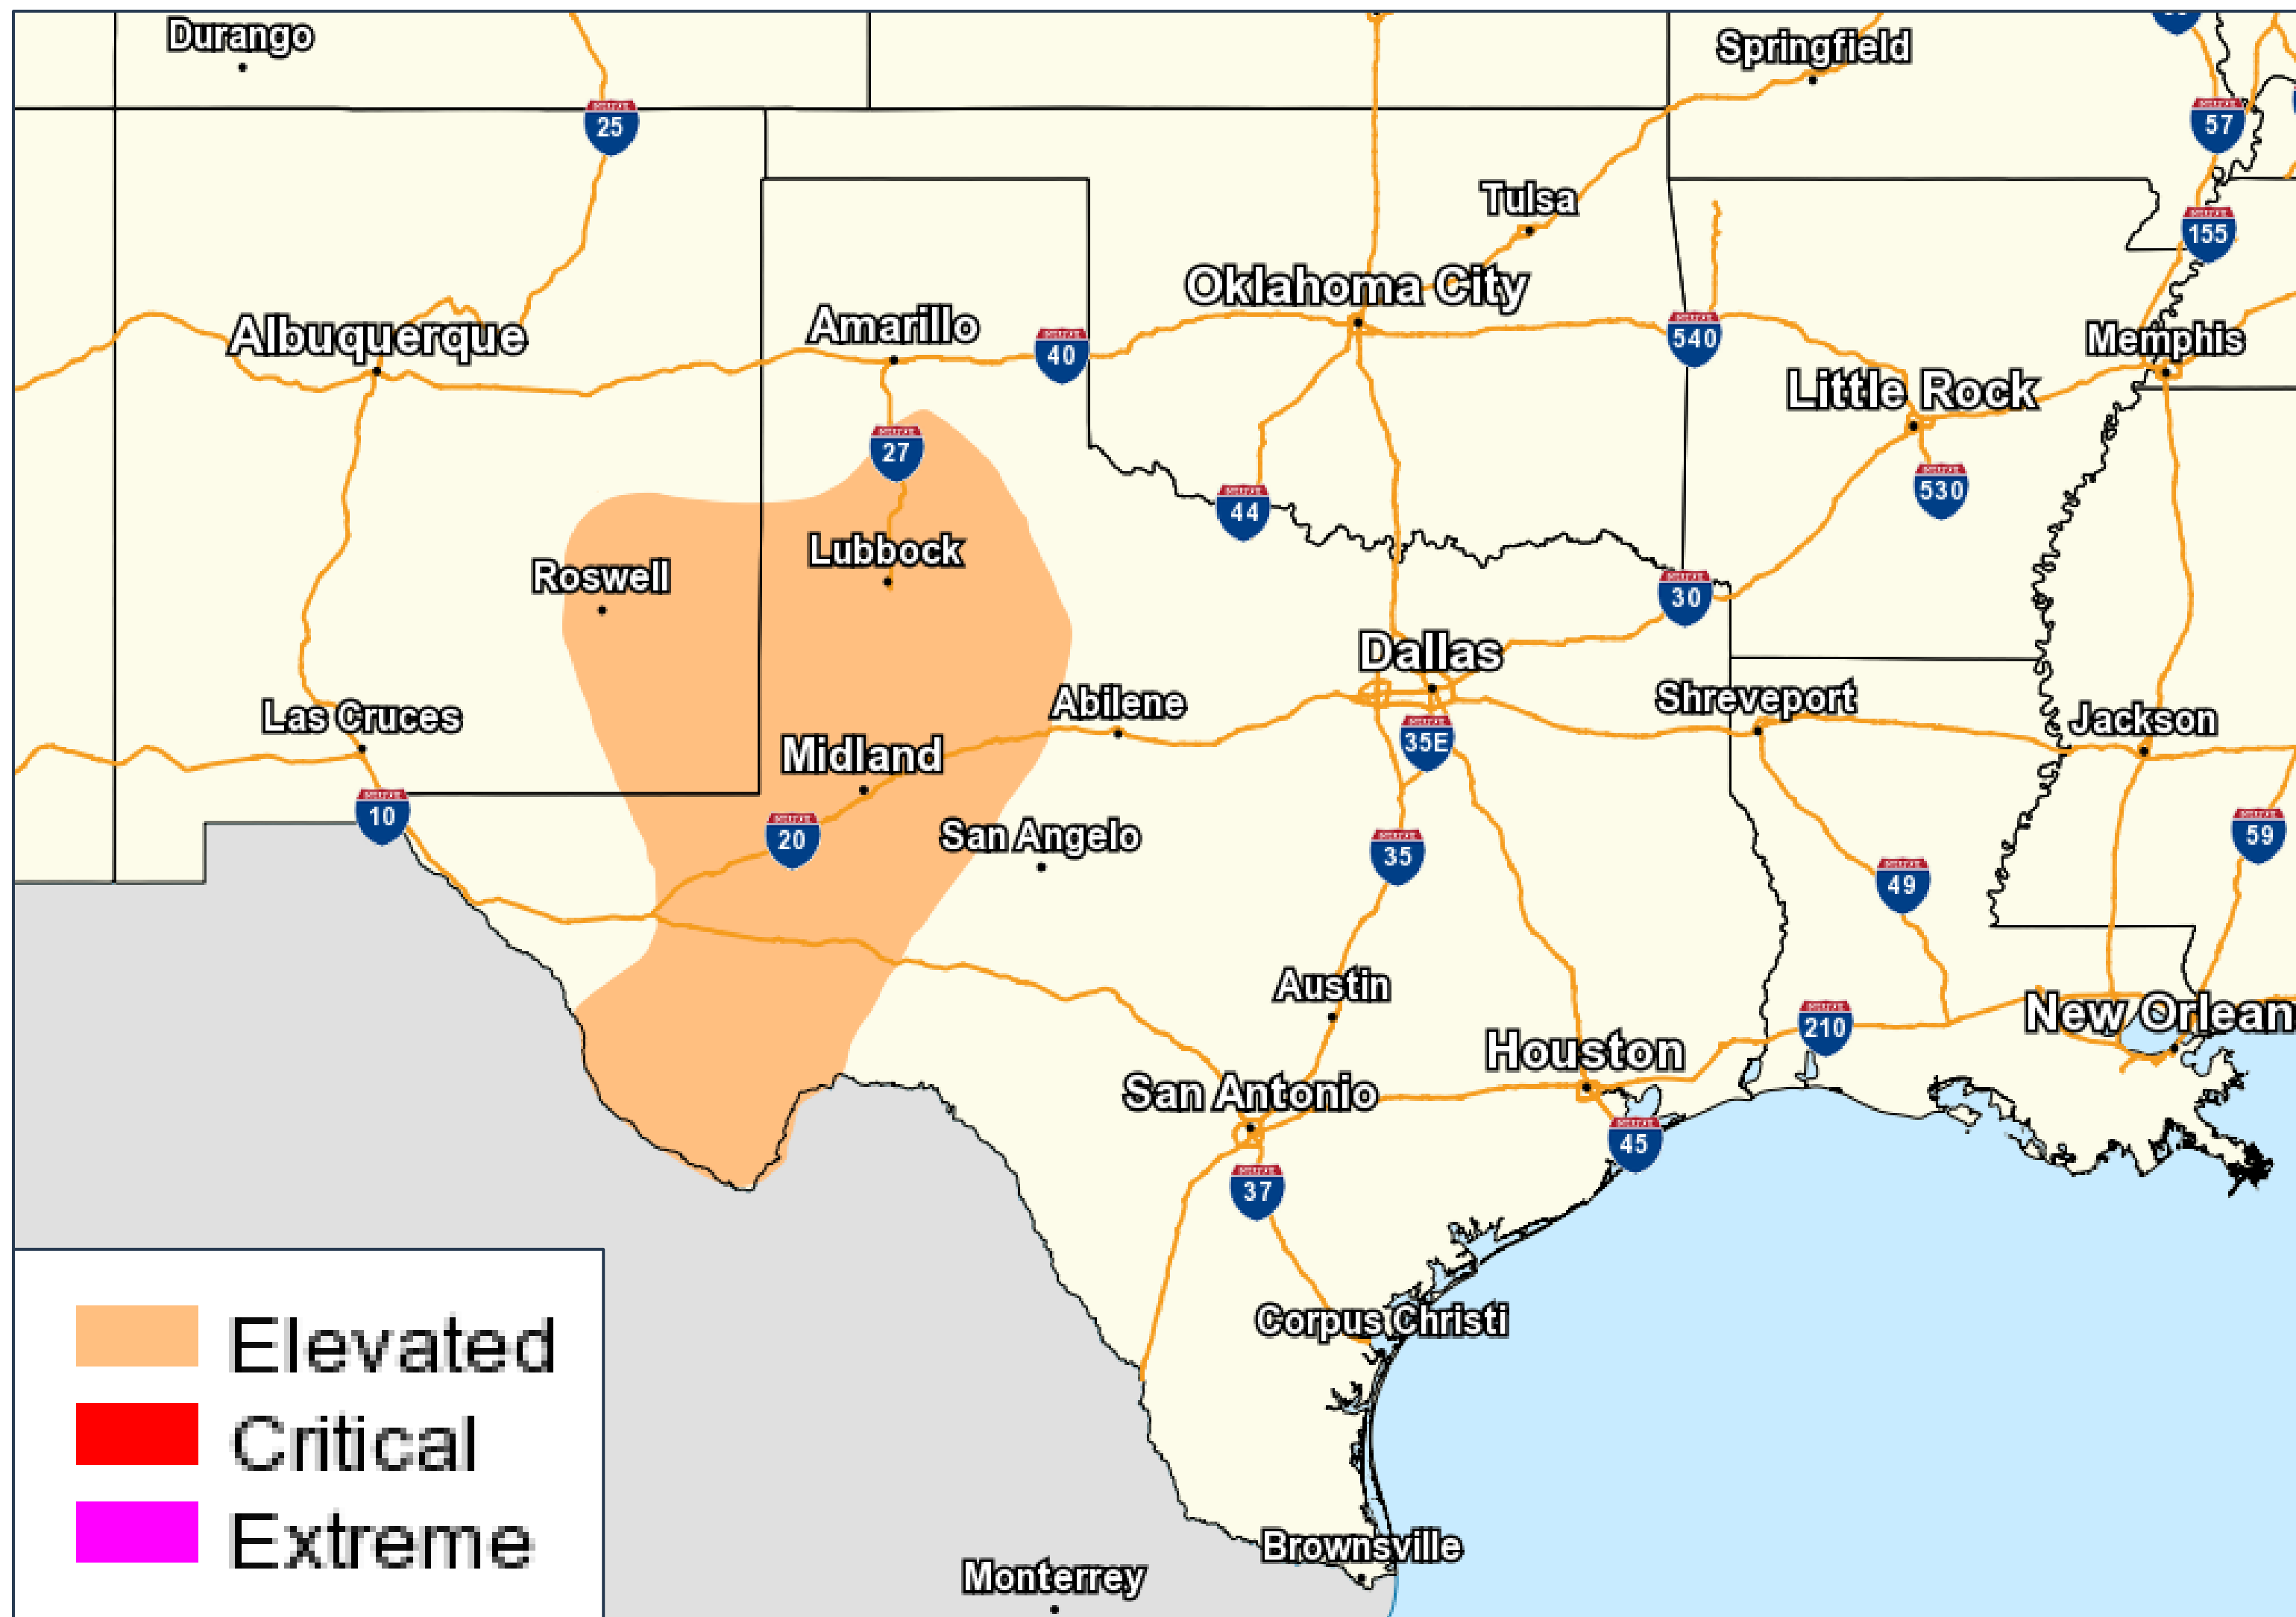 Durango
Springfield
25
57
155
Tulsa
Oklahoma City
Albuquerque
Amarillo
40
540
Memphis
Little Rock
27
44
530
Lubbock
Roswell
30
Dallas
Las Cruces
Abilene
Shreveport
Jackson
35E
Midland
10
20
San Angelo
35
59
49
Austin
210
New Orlean
Houston
San Antonio
45
37
Corpus Christi
Elevated
Critical
Extreme
Brownsville
Monterrey